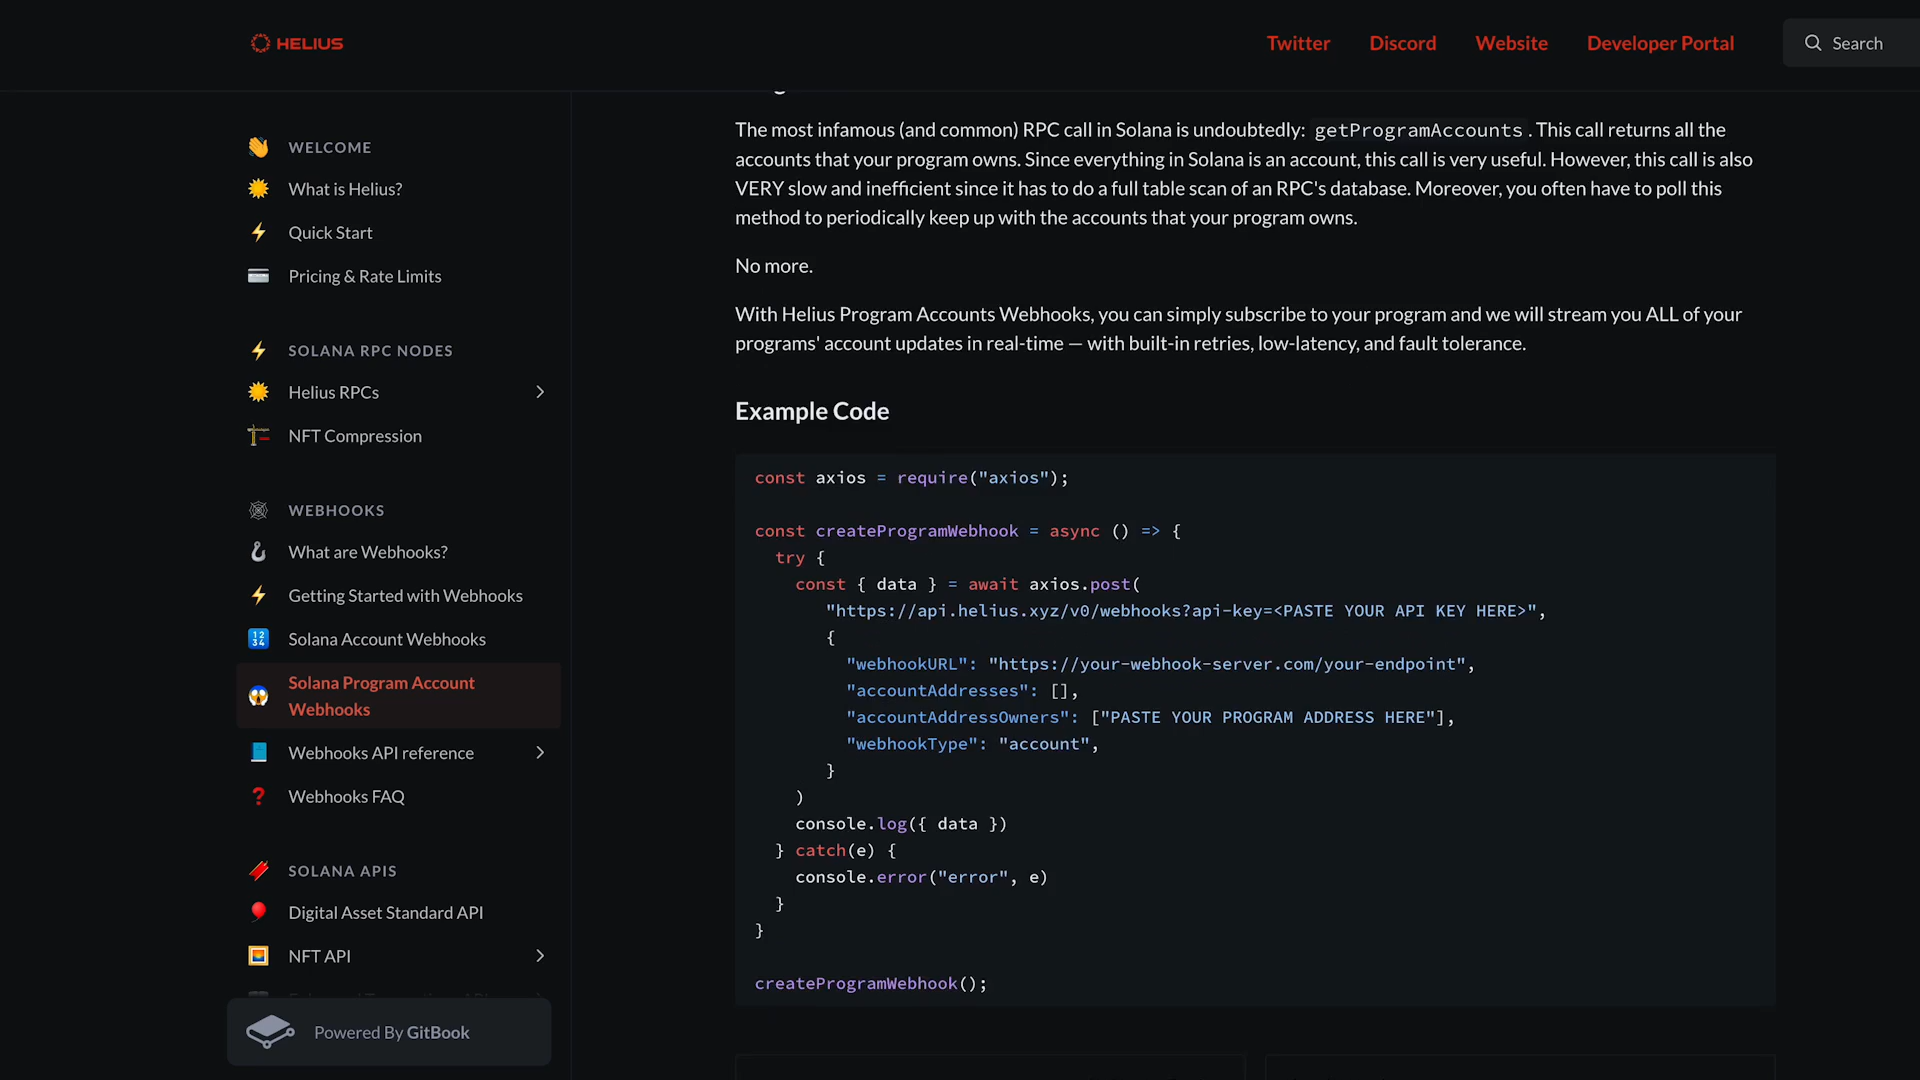 HELIUS
Twitter
Discord
Website
Developer Portal
Search
WELCOME
What is Helius?
Quick Start
Pricing & Rate Limits
SOLANA RPC NODES
Helius RPCs
NFT Compression
WEBHOOKS
What are Webhooks?
Getting Started with Webhooks
Solana Account Webhooks
Solana Program Account
Webhooks
Webhooks API reference
Webhooks FAQ
SOLANA APIS
Digital Asset Standard API
NFT API
Powered By GitBook
The most infamous (and common) RPC call in Solana is undoubtedly: getProgramAccounts. This call returns all the
accounts that your program owns. Since everything in Solana is an account, this call is very useful. However, this call is also
VERY slow and inefficient since it has to do a full table scan of an RPC's database. Moreover, you often have to poll this
method to periodically keep up with the accounts that your program owns.
No more.
With Helius Program Accounts Webhooks, you can simply subscribe to your program and we will stream you ALL of your
programs' account updates in real-time — with built-in retries, low-latency, and fault tolerance.
Example Code
const axios = require("axios");
const createProgramWebhook = async () => {
try {
const { data } = await axios.post(
"https://api.helius.xyz/v0/webhooks?api-key=<PASTE YOUR API KEY HERE>",
{
"webhookURL": "https://your-webhook-server.com/your-endpoint",
"accountAddresses": [],
"accountAddressOwners": ["PASTE YOUR PROGRAM ADDRESS HERE"],
"webhookType": "account",
}
)
console.log({ data })
} catch(e) {
console.error("error", e)
}
}
createProgramWebhook();